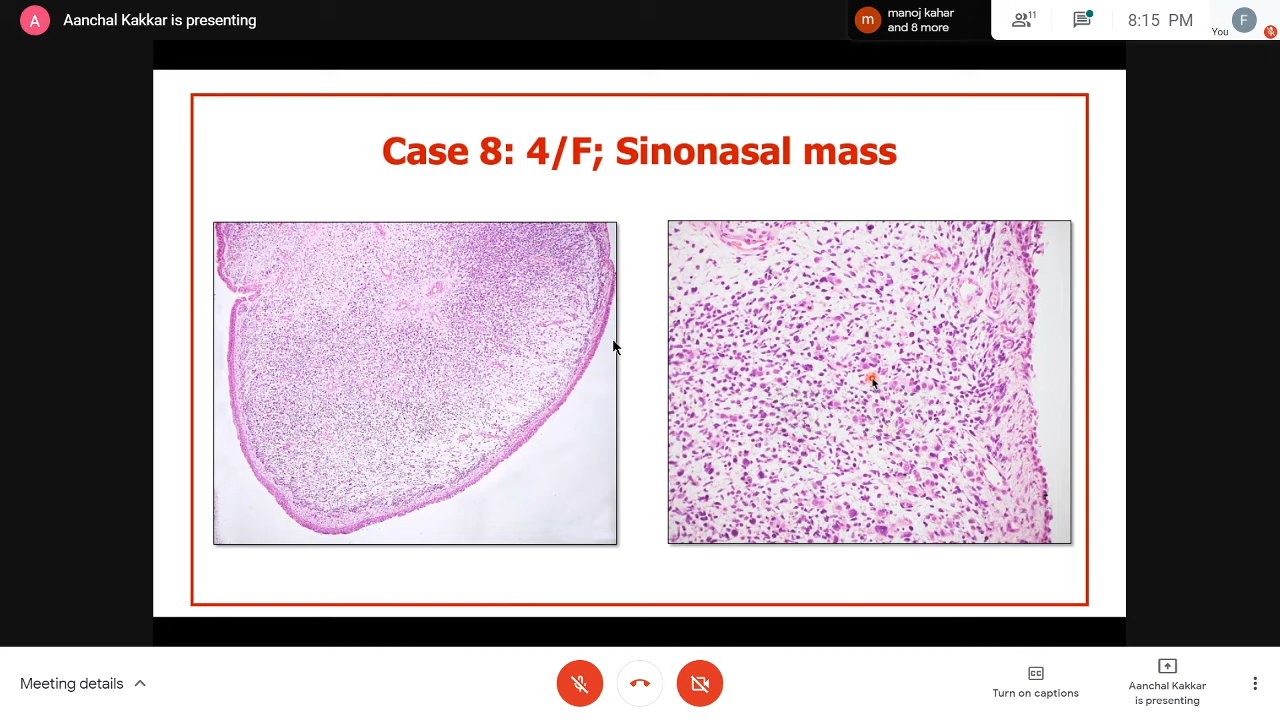 A
Aanchal Kakkar is presenting
m
manoj kahar
and 8 more
11
8:15 PM
You
F
Case 8: 4/F; Sinonasal mass
Meeting details
CC
Turn on captions
Aanchal Kakkar
is presenting